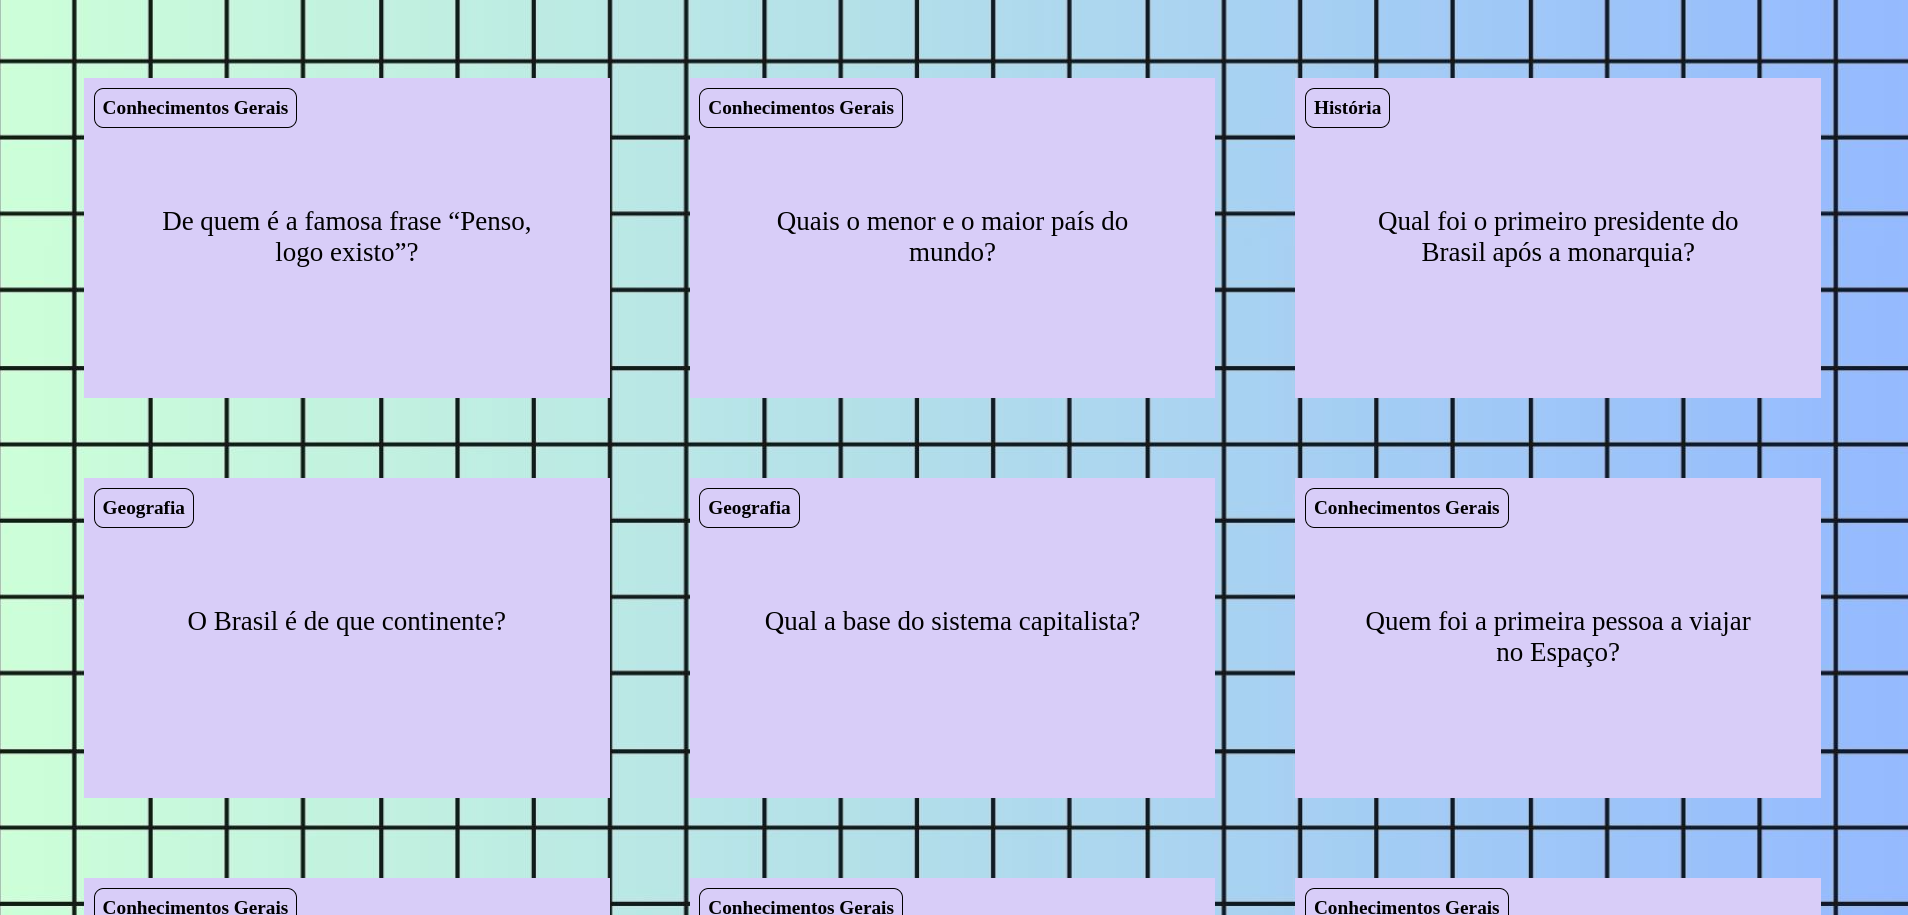 Conhecimentos Gerais
De quem é a famosa frase “Penso,
logo existo”?
Conhecimentos Gerais
Quais o menor e o maior país do
mundo?
História
Qual foi o primeiro presidente do
Brasil após a monarquia?
Geografia
O Brasil é de que continente?
Geografia
Qual a base do sistema capitalista?
Conhecimentos Gerais
Quem foi a primeira pessoa a viajar
no Espaço?
Conhecimentos Gerais
Conhecimentos Gerais
Conhecimentos Gerais